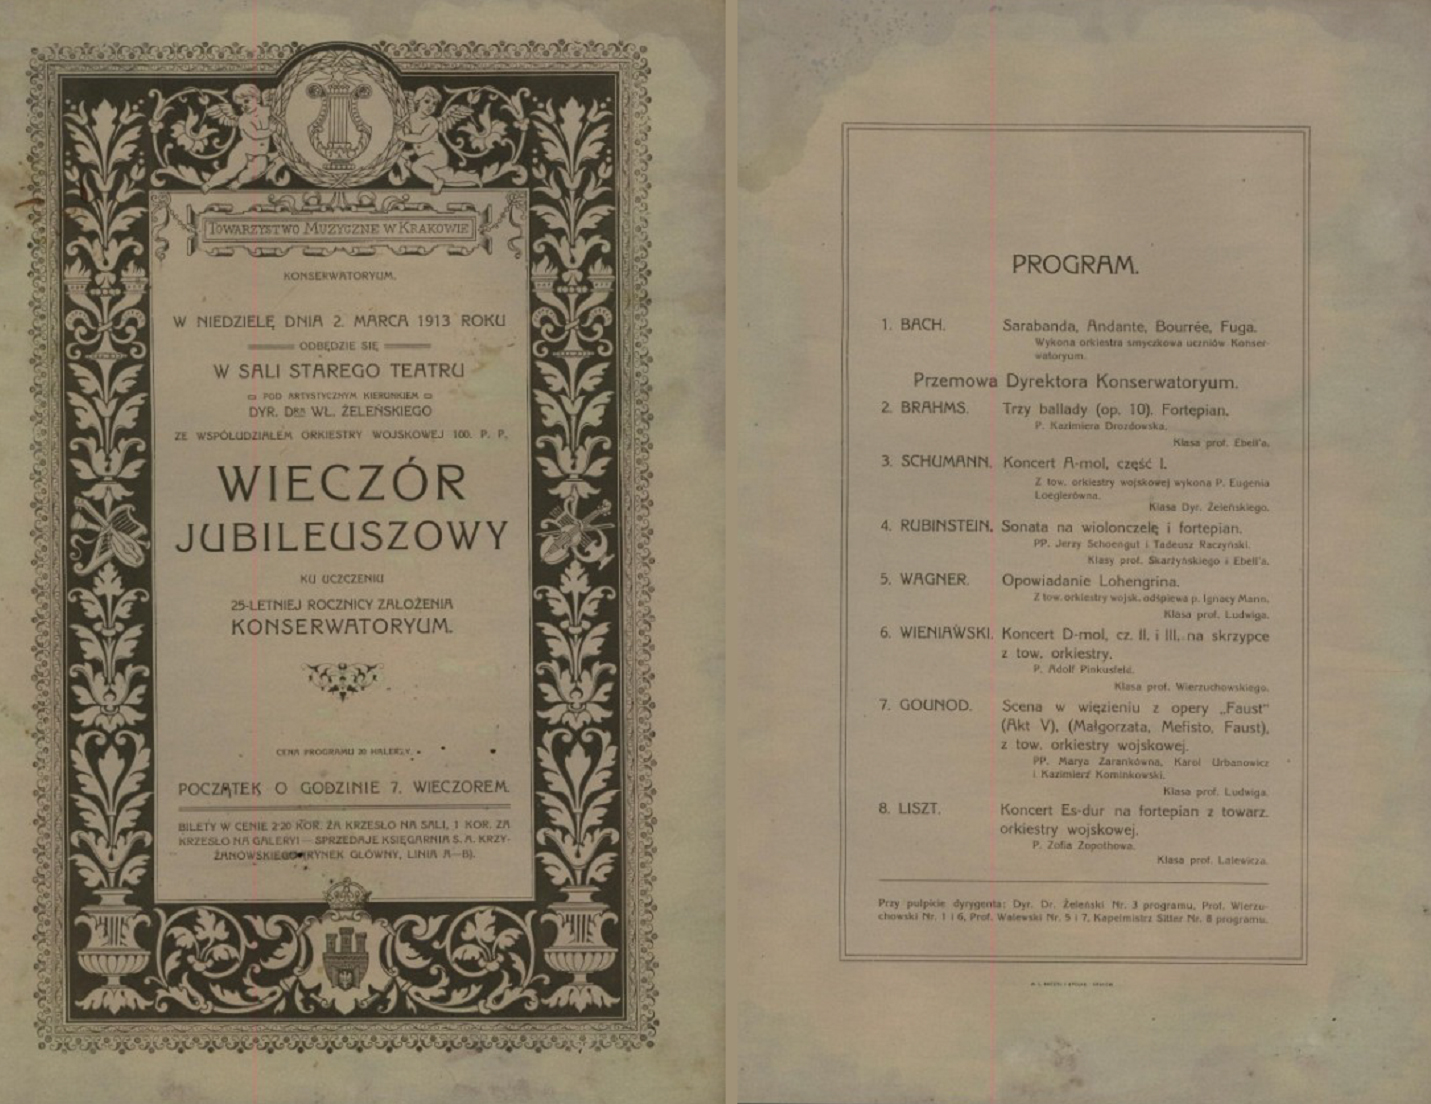 TOWARZYSTWO MUZYCZNE W KRAKOWIE
KONSERWATORYUM.
W NIEDZIELĘ DNIA 2. MARCA 1913 ROKU
ODBĘDZIE SIĘ
W SALI STAREGO TEATRU
POD ARTYSTYCZNYM KIERUNKIEM
DYR. DRA WŁ. ŻELEŃSKIEGO
ZE WSPÓŁUDZIAŁEM ORKIESTRY WOJSKOWEJ 100. P. P.
WIECZÓR
JUBILEUSZOWY
KU UCZCZENIU
25-LETNIEJ ROCZNICY ZAŁOŻENIA
KONSERWATORYUM.
CENA PROGRAMU 20 HALERZY.
POCZĄTEK O GODZINIE 7. WIECZOREM.
BILETY W CENIE 2·20 KOR. ZA KRZESŁO NA SALI, 1 KOR. ZA
KRZESŁO NA GALERYI — SPRZEDAJE KSIĘGARNIA S. A. KRZY-
ŻANOWSKIEGO (RYNEK GŁÓWNY, LINIA A—B).
PROGRAM.
1. BACH. Sarabanda, Andante, Bourrée, Fuga.
Wykona orkiestra smyczkowa uczniów Konser-
watoryum.
Przemowa Dyrektora Konserwatoryum.
2. BRAHMS. Trzy ballady (op. 10). Fortepian.
P. Kazimiera Drozdowska.
Klasa prof. Ebell'a.
3. SCHUMANN. Koncert A-mol, część I.
Z tow. orkiestry wojskowej wykona P. Eugenia
Loeglerówna.
Klasa Dyr. Żeleńskiego.
4. RUBINSTEIN. Sonata na wiolonczelę i fortepian.
PP. Jerzy Schoengut i Tadeusz Raczyński.
Klasy prof. Skarżyńskiego i Ebell'a.
5. WAGNER. Opowiadanie Lohengrina.
Z tow. orkiestry wojsk. odśpiewa p. Ignacy Mann.
Klasa prof. Ludwiga.
6. WIENIAWSKI. Koncert D-mol, cz. II. i III., na skrzypce
z tow. orkiestry.
P. Adolf Pinkusfeld.
Klasa prof. Wierzuchowskiego.
7. GOUNOD. Scena w więzieniu z opery „Faust“
(Akt V), (Małgorzata, Mefisto, Faust),
z tow. orkiestry wojskowej.
PP. Marya Zarankówna, Karol Urbanowicz
i Kazimierz Kominkowski.
Klasa prof. Ludwiga.
8. LISZT. Koncert Es-dur na fortepian z towarz.
orkiestry wojskowej.
P. Zofia Zopothowa.
Klasa prof. Lalewicza.
Przy pulpicie dyrygenta: Dyr. Dr. Żeleński Nr. 3 programu, Prof. Wierzu-
chowski Nr. 1 i 6, Prof. Walewski Nr. 5 i 7, Kapelmistrz Sitter Nr. 8 programu.